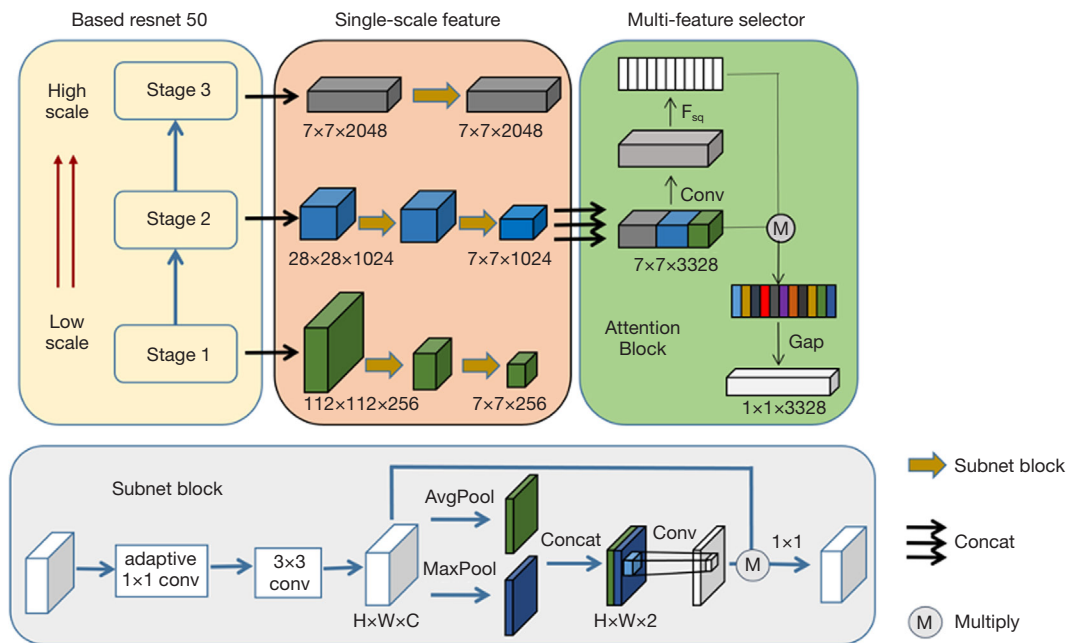 Based resnet 50
Single-scale feature
Multi-feature selector
High
scale
Low
scale
Stage 3
Stage 2
Stage 1
7×7×2048
7×7×2048
28×28×1024
7×7×1024
112×112×256
7×7×256
F_sq
Conv
M
7×7×3328
Attention
Block
Gap
1×1×3328
Subnet block
adaptive
1×1 conv
3×3
conv
H×W×C
AvgPool
MaxPool
Concat
H×W×2
Conv
M
1×1
Subnet block
Concat
M
Multiply